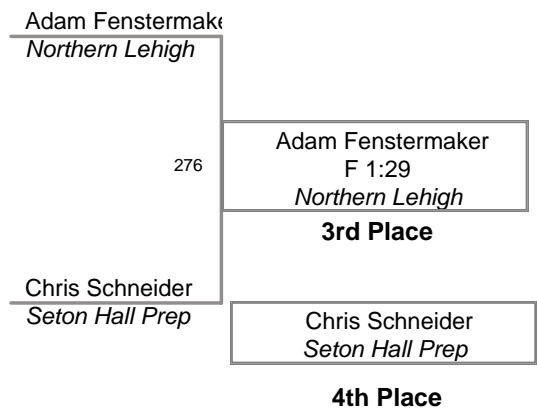 Adam Fenstermake
Northern Lehigh
276
Adam Fenstermaker
F 1:29
Northern Lehigh
3rd Place
Chris Schneider
Seton Hall Prep
Chris Schneider
Seton Hall Prep
4th Place